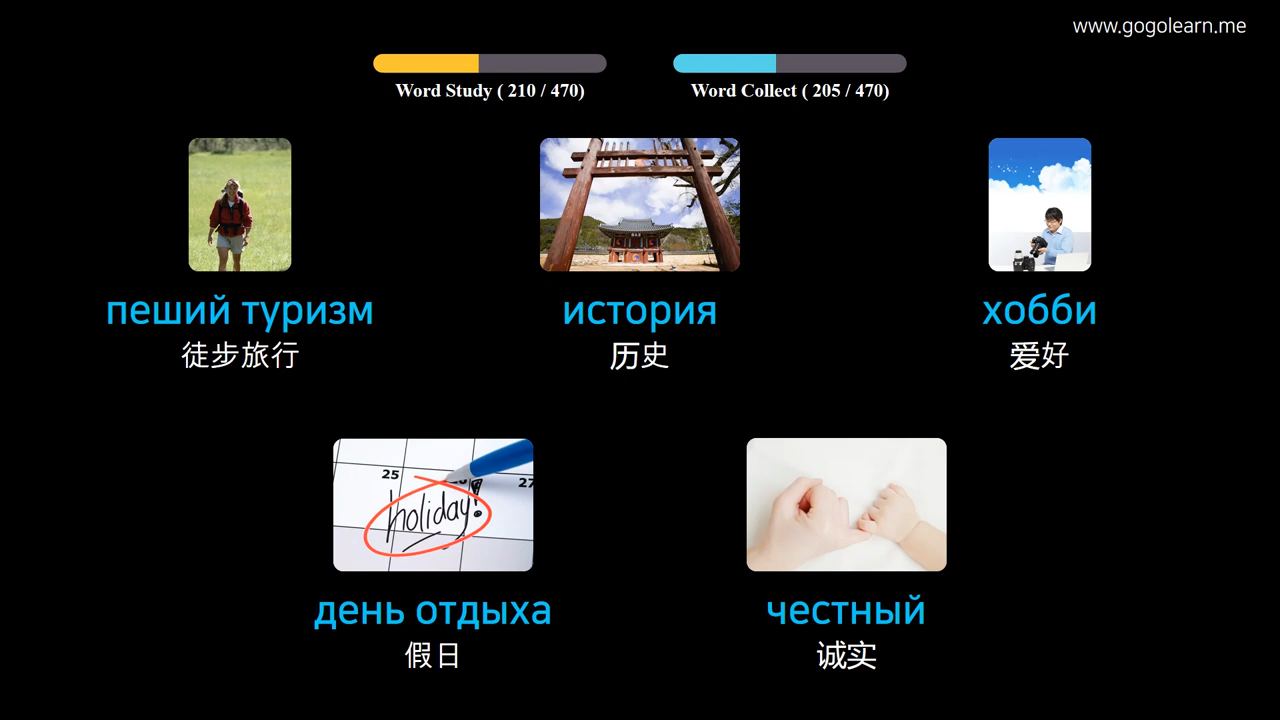 www.gogolearn.me
Word Study ( 210 / 470)
Word Collect ( 205 / 470)
пеший туризм
徒步旅行
история
历史
хобби
爱好
25
27
holiday!
день отдыха
假日
честный
诚实